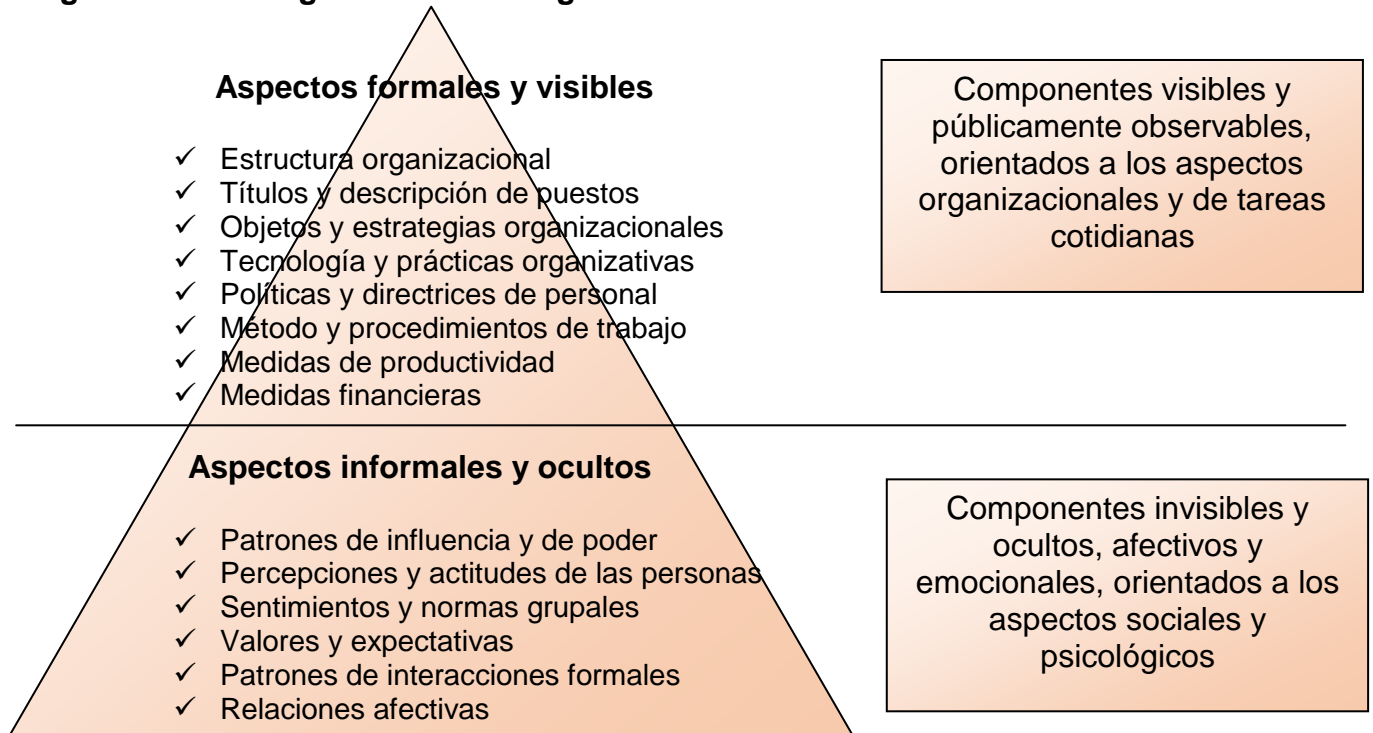 Aspectos formales y visibles
✓ Estructura organizacional
✓ Títulos y descripción de puestos
✓ Objetos y estrategias organizacionales
✓ Tecnología y prácticas organizativas
✓ Políticas y directrices de personal
✓ Método y procedimientos de trabajo
✓ Medidas de productividad
✓ Medidas financieras
Componentes visibles y
públicamente observables,
orientados a los aspectos
organizacionales y de tareas
cotidianas
Aspectos informales y ocultos
✓ Patrones de influencia y de poder
✓ Percepciones y actitudes de las personas
✓ Sentimientos y normas grupales
✓ Valores y expectativas
✓ Patrones de interacciones formales
✓ Relaciones afectivas
Componentes invisibles y
ocultos, afectivos y
emocionales, orientados a los
aspectos sociales y
psicológicos